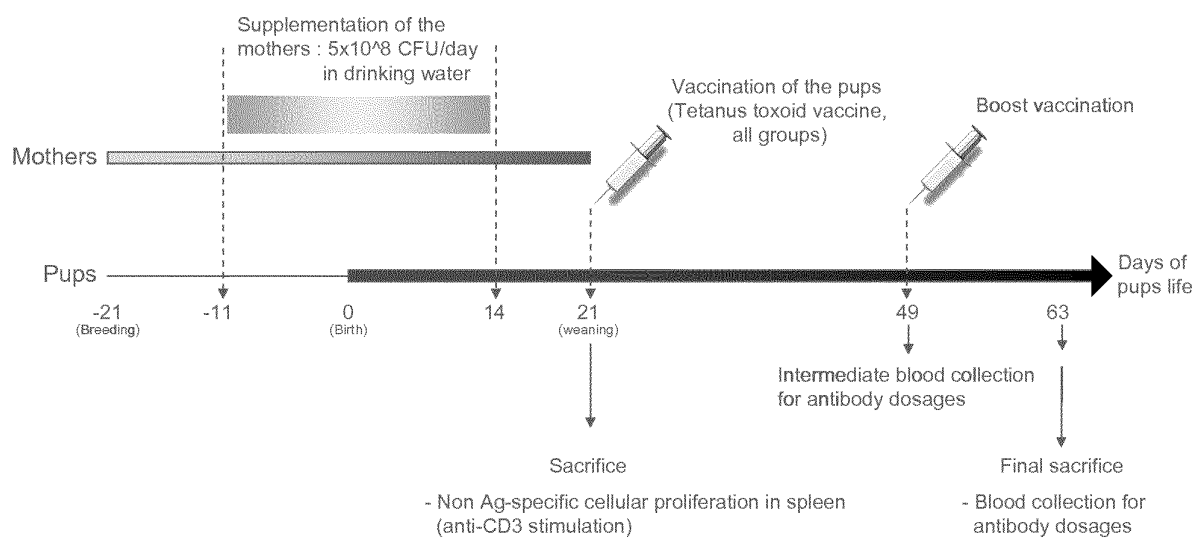 Supplementation of the
mothers : 5x10^8 CFU/day
in drinking water
Vaccination of the pups
(Tetanus toxoid vaccine,
all groups)
Boost vaccination
Mothers
Pups
Days of
pups life
-21
(Breeding)
-11
0
(Birth)
14
21
(weaning)
49
63
Intermediate blood collection
for antibody dosages
Sacrifice
- Non Ag-specific cellular proliferation in spleen
(anti-CD3 stimulation)
Final sacrifice
- Blood collection for
antibody dosages